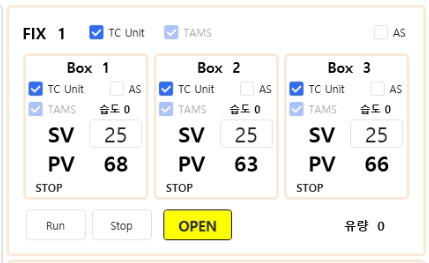 FIX 1 TC Unit TAMS AS
Box 1 Box 2 Box 3
TC Unit AS TC Unit AS TC Unit AS
TAMS 습도 0 TAMS 습도 0 TAMS 습도 0
SV 25 SV 25 SV 25
PV 68 PV 63 PV 66
STOP STOP STOP
Run Stop OPEN 유량 0